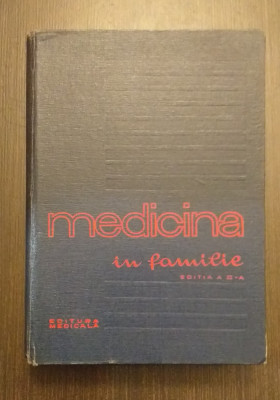 medicina
in familie
EDITIA A III-A
EDITURA
MEDICALA